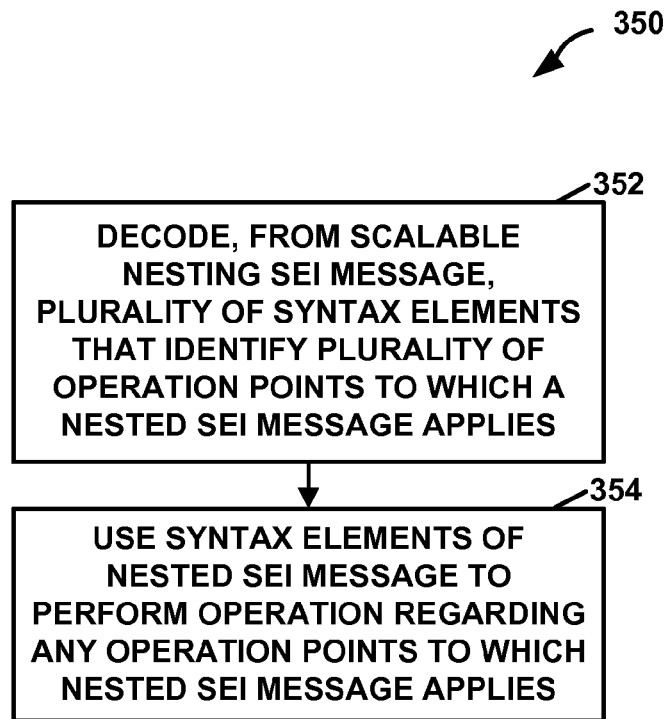 350
352
DECODE, FROM SCALABLE
NESTING SEI MESSAGE,
PLURALITY OF SYNTAX ELEMENTS
THAT IDENTIFY PLURALITY OF
OPERATION POINTS TO WHICH A
NESTED SEI MESSAGE APPLIES
354
USE SYNTAX ELEMENTS OF
NESTED SEI MESSAGE TO
PERFORM OPERATION REGARDING
ANY OPERATION POINTS TO WHICH
NESTED SEI MESSAGE APPLIES